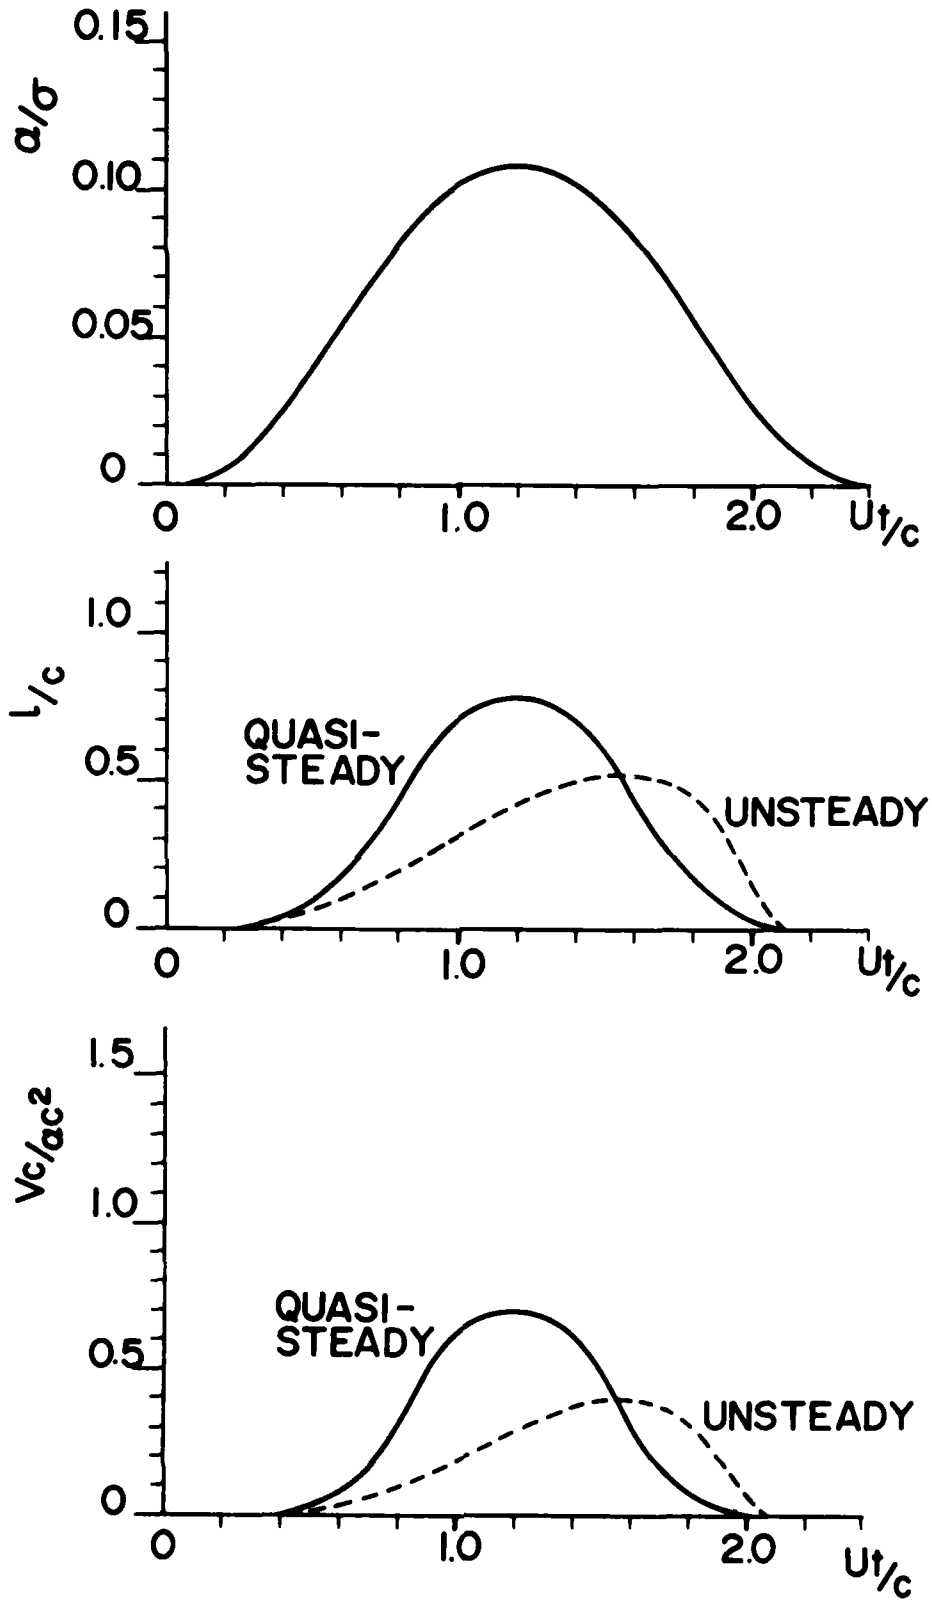 0.15
α/σ
0.10
0.05
0
0 1.0 2.0 Ut/c
1.0
l/c
QUASI-
STEADY
0.5
UNSTEADY
0
0 1.0 2.0 Ut/c
1.5
Vc/αc²
1.0
QUASI-
STEADY
0.5
UNSTEADY
0
0 1.0 2.0 Ut/c